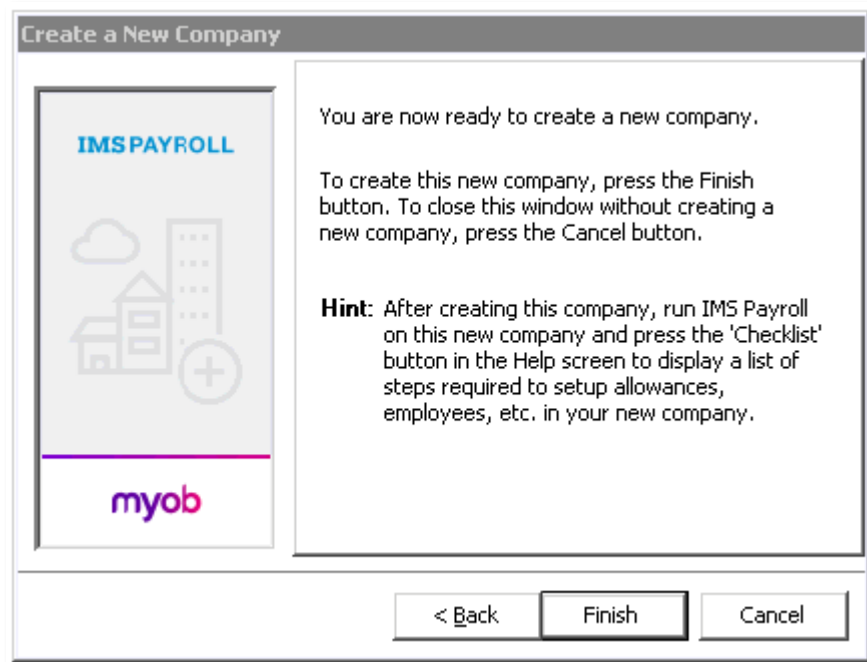 Create a New Company
IMSPAYROLL
myob
You are now ready to create a new company.
To create this new company, press the Finish
button. To close this window without creating a
new company, press the Cancel button.
Hint: After creating this company, run IMS Payroll
on this new company and press the 'Checklist'
button in the Help screen to display a list of
steps required to setup allowances,
employees, etc. in your new company.
< Back
Finish
Cancel